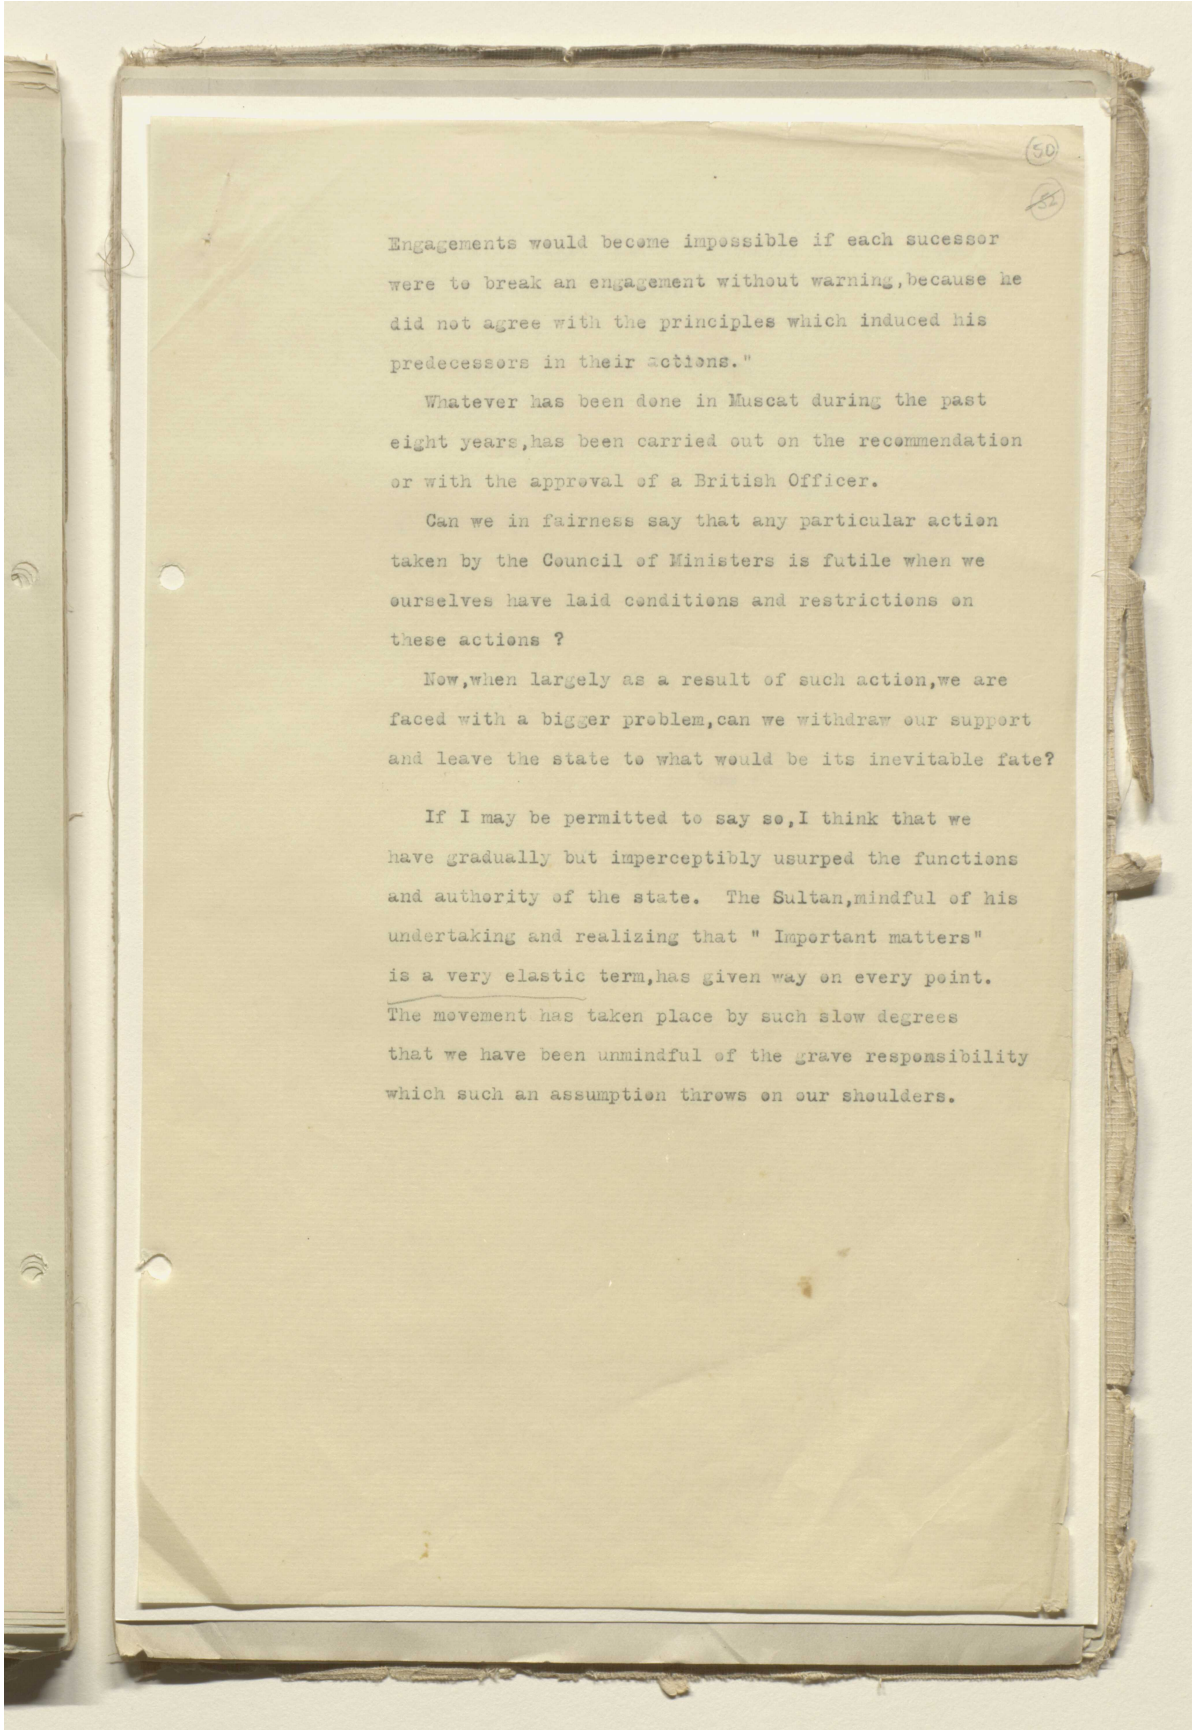 50
52
Engagements would become impossible if each sucessor
were to break an engagement without warning,because he
did not agree with the principles which induced his
predecessors in their actions."
Whatever has been done in Muscat during the past
eight years,has been carried out on the recommendation
or with the approval of a British Officer.
Can we in fairness say that any particular action
taken by the Council of Ministers is futile when we
ourselves have laid conditions and restrictions on
these actions ?
Now,when largely as a result of such action,we are
faced with a bigger problem,can we withdraw our support
and leave the state to what would be its inevitable fate?
If I may be permitted to say so,I think that we
have gradually but imperceptibly usurped the functions
and authority of the state. The Sultan,mindful of his
undertaking and realizing that " Important matters"
is a very elastic term,has given way on every point.
The movement has taken place by such slow degrees
that we have been unmindful of the grave responsibility
which such an assumption throws on our shoulders.